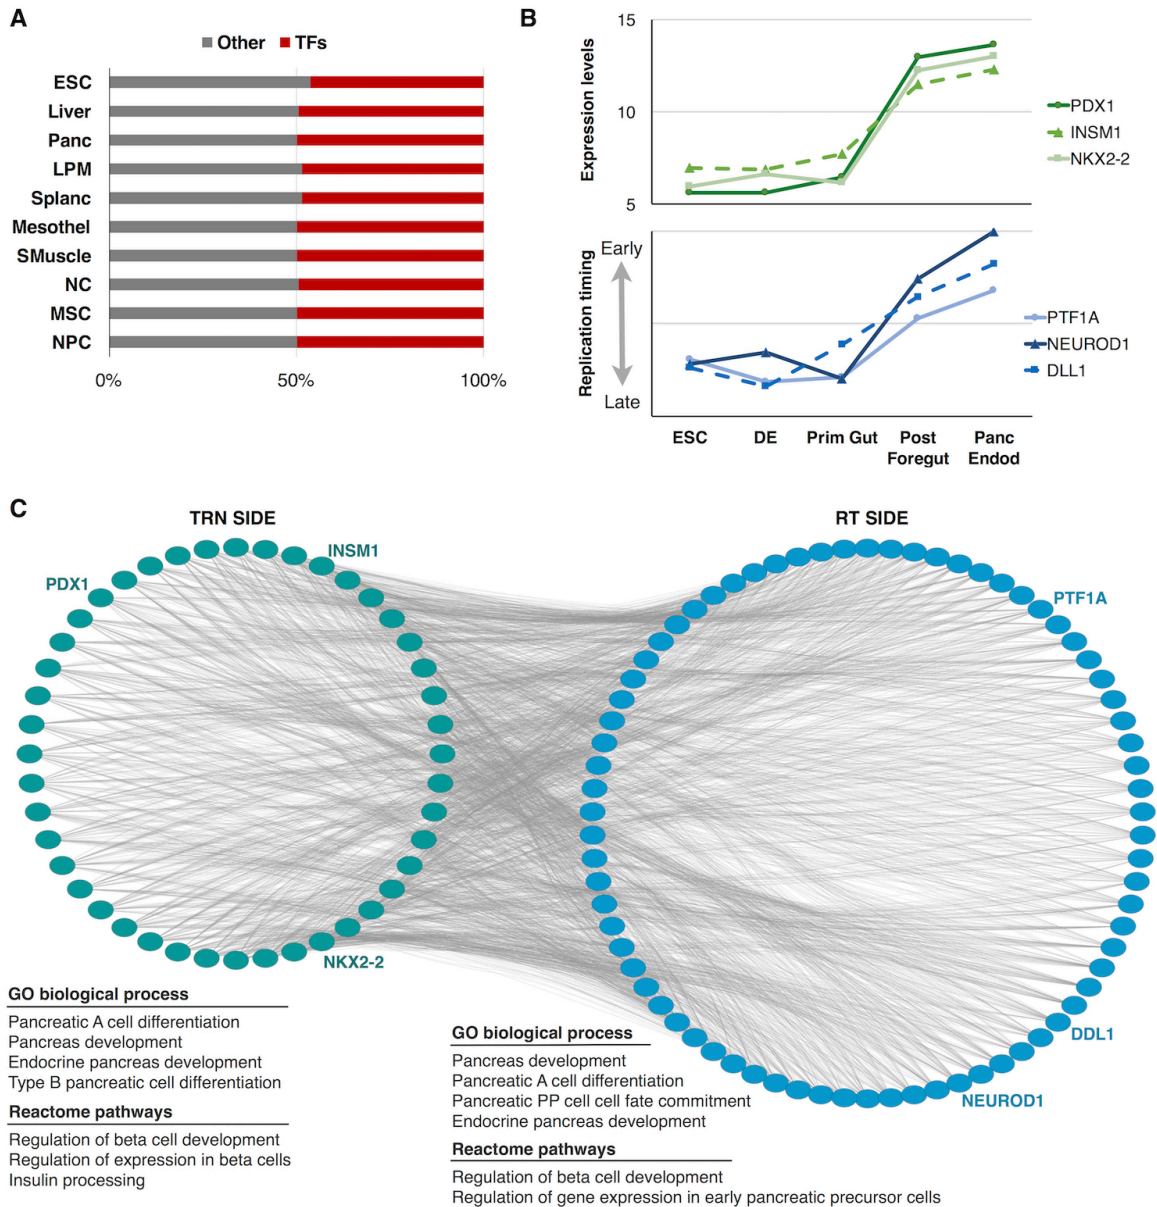 A
Other TFs
ESC
Liver
Panc
LPM
Splanc
Mesothel
SMuscle
NC
MSC
NPC
0% 50% 100%
B
Expression levels
15
10
5
PDX1
INSM1
NKX2-2
Replication timing
Early
Late
PTF1A
NEUROD1
DLL1
ESC DE Prim Gut Post Panc
Foregut Endod
C
TRN SIDE
INSM1
PDX1
NKX2-2
GO biological process
Pancreatic A cell differentiation
Pancreas development
Endocrine pancreas development
Type B pancreatic cell differentiation
Reactome pathways
Regulation of beta cell development
Regulation of expression in beta cells
Insulin processing
RT SIDE
PTF1A
DDL1
NEUROD1
GO biological process
Pancreas development
Pancreatic A cell differentiation
Pancreatic PP cell cell fate commitment
Endocrine pancreas development
Reactome pathways
Regulation of beta cell development
Regulation of gene expression in early pancreatic precursor cells